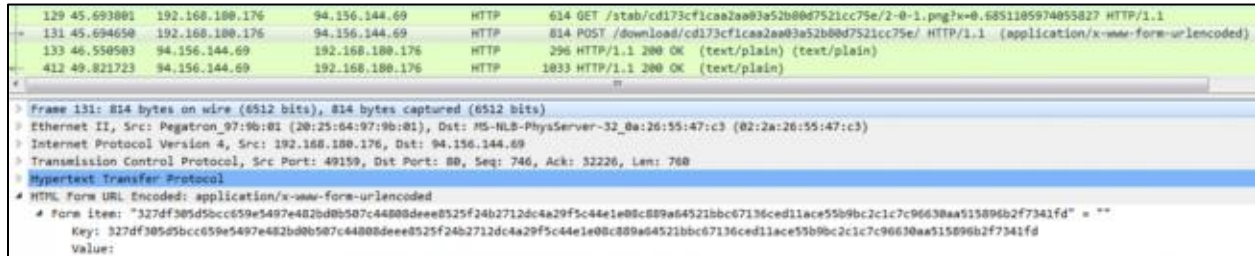 129 45.693801 192.168.180.176 94.156.144.69 HTTP 614 GET /stab/cd173cf1caa2aa03a52b80d7521cc75e/2-0-1.png?x=0.6851105974055827 HTTP/1.1
131 45.694650 192.168.180.176 94.156.144.69 HTTP 814 POST /download/cd173cf1caa2aa03a52b80d7521cc75e/ HTTP/1.1 (application/x-www-form-urlencoded)
133 46.550503 94.156.144.69 192.168.180.176 HTTP 296 HTTP/1.1 200 OK (text/plain) (text/plain)
412 49.821723 94.156.144.69 192.168.180.176 HTTP 1033 HTTP/1.1 200 OK (text/plain)
Frame 131: 814 bytes on wire (6512 bits), 814 bytes captured (6512 bits)
Ethernet II, Src: Pegatron_97:9b:01 (20:25:64:97:9b:01), Dst: MS-NLB-PhysServer-32_0a:26:55:47:c3 (02:2a:26:55:47:c3)
Internet Protocol Version 4, Src: 192.168.180.176, Dst: 94.156.144.69
Transmission Control Protocol, Src Port: 49159, Dst Port: 80, Seq: 746, Ack: 32226, Len: 760
Hypertext Transfer Protocol
HTML Form URL Encoded: application/x-www-form-urlencoded
Form item: "327df305d5bcc659e5497e482bd0b507c44808deee8525f24b2712dc4a29f5c44e1e08c889a64521bbc67136ced11ace55b9bc2c1c7c96630aa515896b2f7341fd" = ""
Key: 327df305d5bcc659e5497e482bd0b507c44808deee8525f24b2712dc4a29f5c44e1e08c889a64521bbc67136ced11ace55b9bc2c1c7c96630aa515896b2f7341fd
Value: